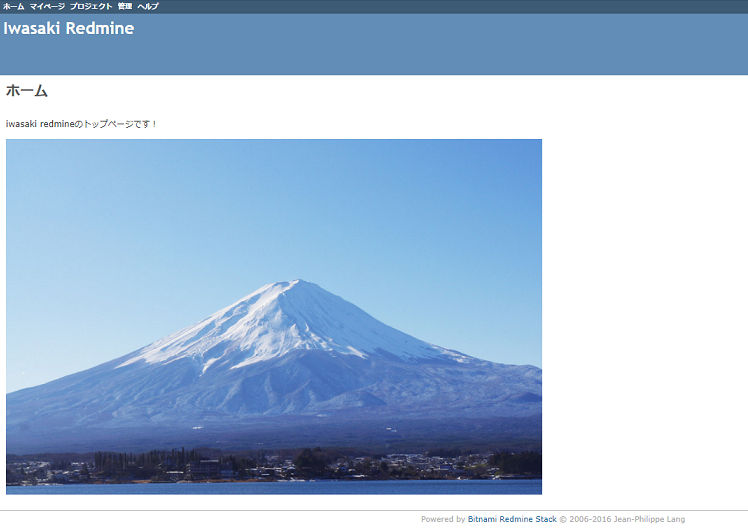 ホーム マイページ プロジェクト 管理 ヘルプ
Iwasaki Redmine
ホーム
iwasaki redmineのトップページです！
Powered by Bitnami Redmine Stack © 2006-2016 Jean-Philippe Lang